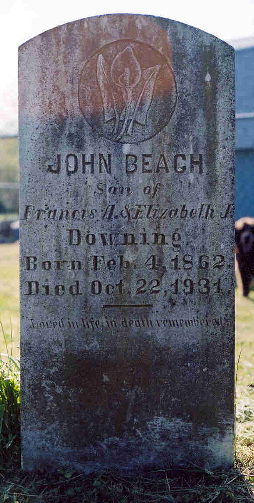 JOHN BEACH
Son of
Francis A. & Elizabeth J.
Downing
Born Feb. 4, 1862
Died Oct. 22, 1931
Loved in life, in death remembered.